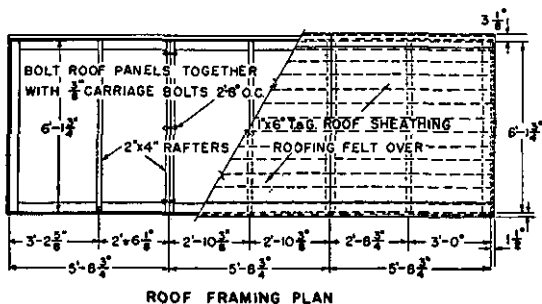 3 1/8"
BOLT ROOF PANELS TOGETHER
WITH 3/8" CARRIAGE BOLTS 2'8" O.C.
6'-1 3/4"
1"x6" T&G. ROOF SHEATHING
2"x4" RAFTERS
ROOFING FELT OVER
6'-1 3/4"
3'-2 5/8" 2'-6 1/8" 2'-10 3/8" 2'-10 3/8" 2'-8 3/4" 3'-0"
1 1/4"
5'-8 3/4" 5'-8 3/4" 5'-8 3/4"
ROOF FRAMING PLAN